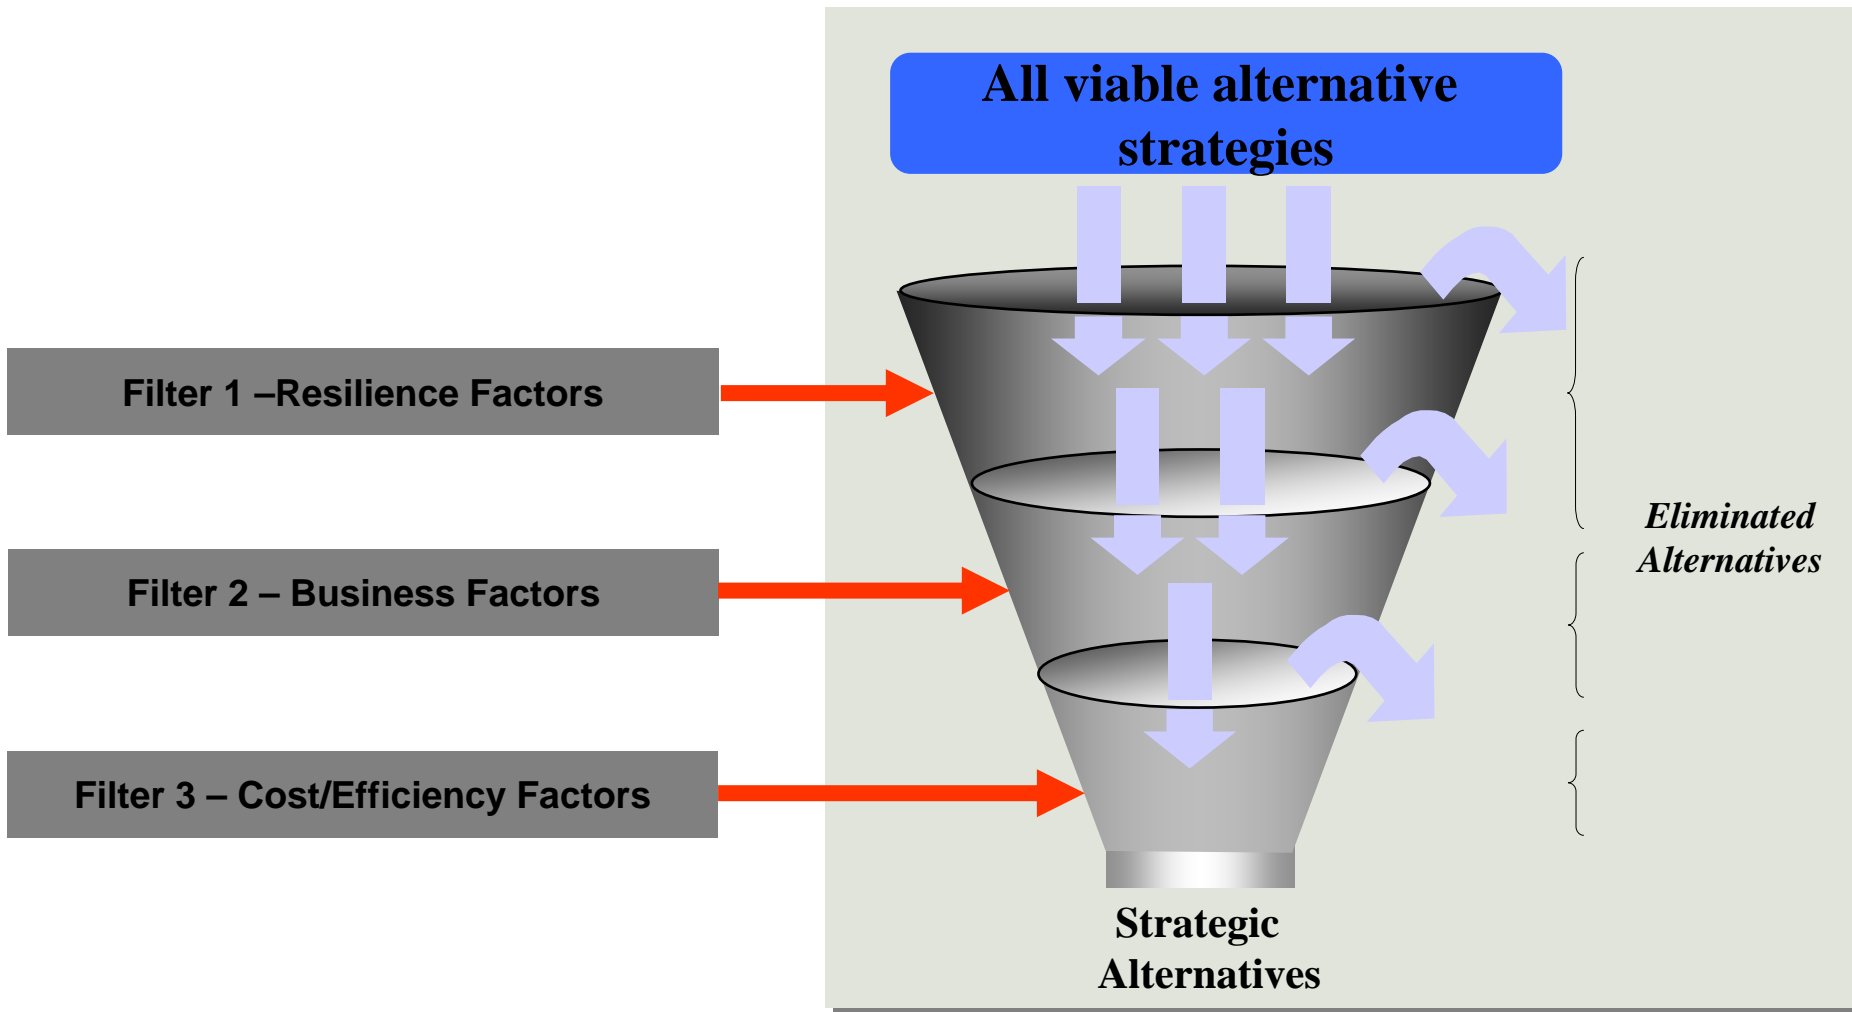 All viable alternative
strategies
Filter 1 –Resilience Factors
Filter 2 – Business Factors
Filter 3 – Cost/Efficiency Factors
Eliminated
Alternatives
Strategic
Alternatives